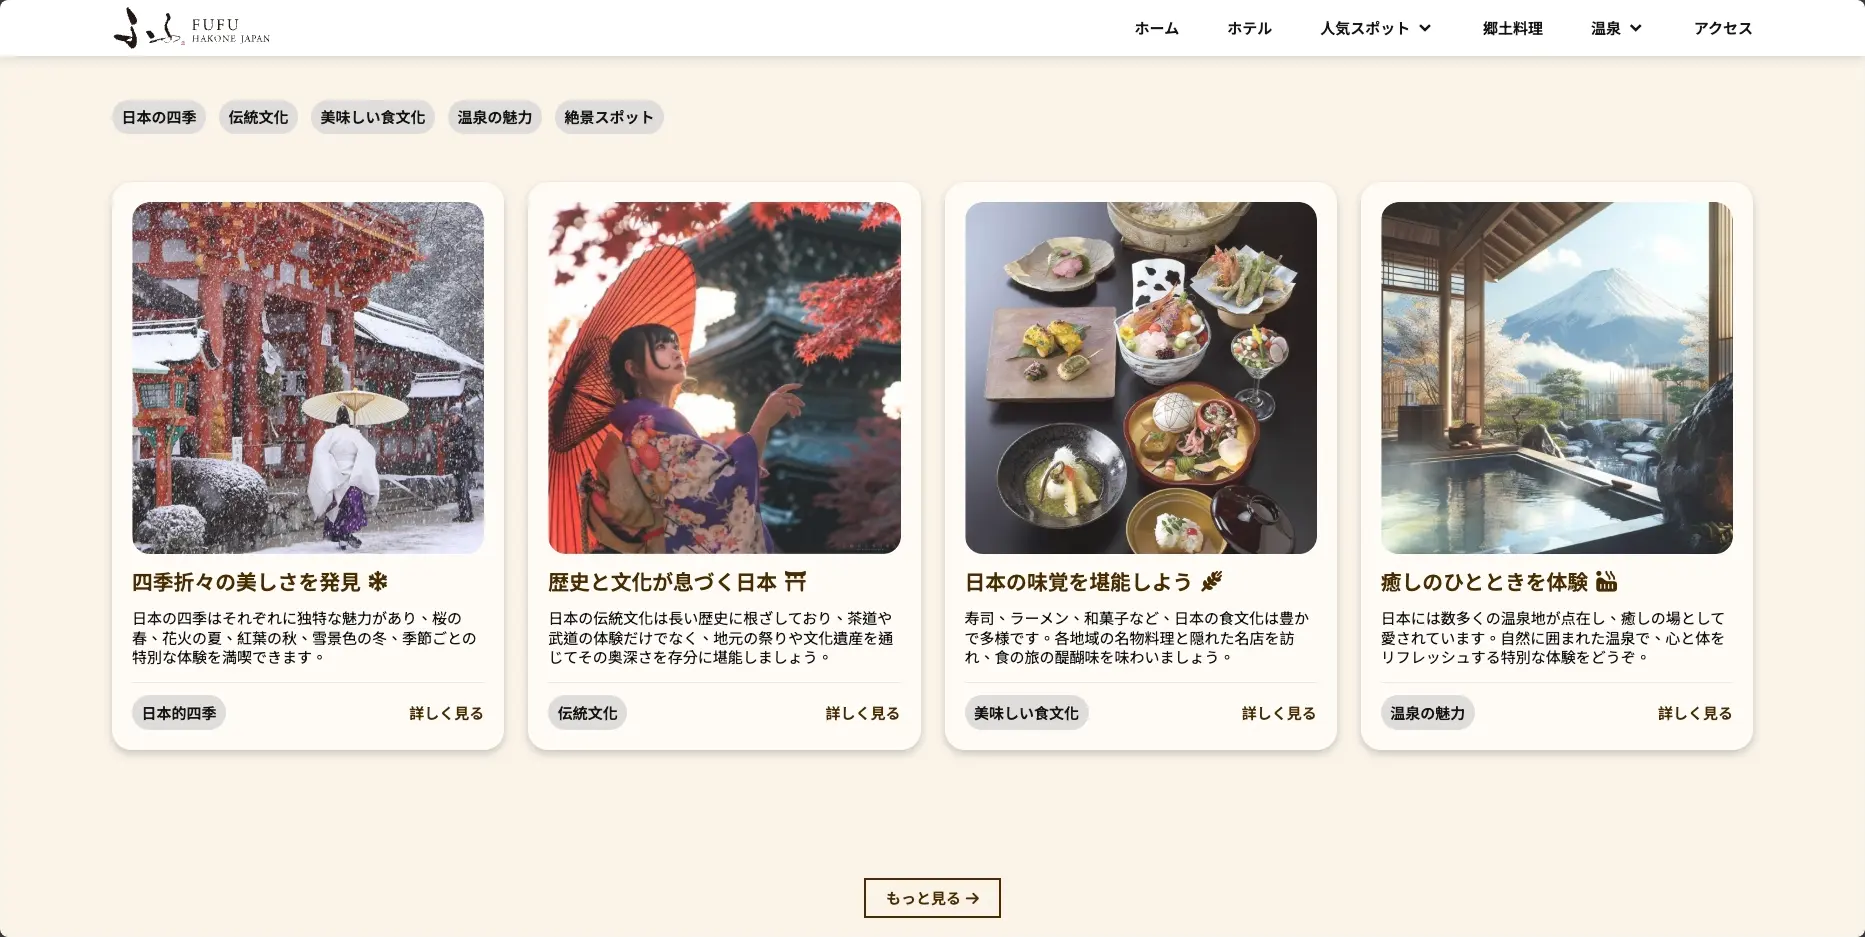 FUFU
HAKONE JAPAN
ホーム
ホテル
人気スポット
郷土料理
温泉
アクセス
日本の四季
伝統文化
美味しい食文化
温泉の魅力
絶景スポット
四季折々の美しさを発見
日本の四季はそれぞれに独特な魅力があり、桜の
春、花火の夏、紅葉の秋、雪景色の冬、季節ごとの
特別な体験を満喫できます。
日本的四季
詳しく見る
歴史と文化が息づく日本
日本の伝統文化は長い歴史に根ざしており、茶道や
武道の体験だけでなく、地元の祭りや文化遺産を通
じてその奥深さを存分に堪能しましょう。
伝統文化
詳しく見る
日本の味覚を堪能しよう
寿司、ラーメン、和菓子など、日本の食文化は豊か
で多様です。各地域の名物料理と隠れた名店を訪
れ、食の旅の醍醐味を味わいましょう。
美味しい食文化
詳しく見る
癒しのひとときを体験
日本には数多くの温泉地が点在し、癒しの場として
愛されています。自然に囲まれた温泉で、心と体を
リフレッシュする特別な体験をどうぞ。
温泉の魅力
詳しく見る
もっと見る →